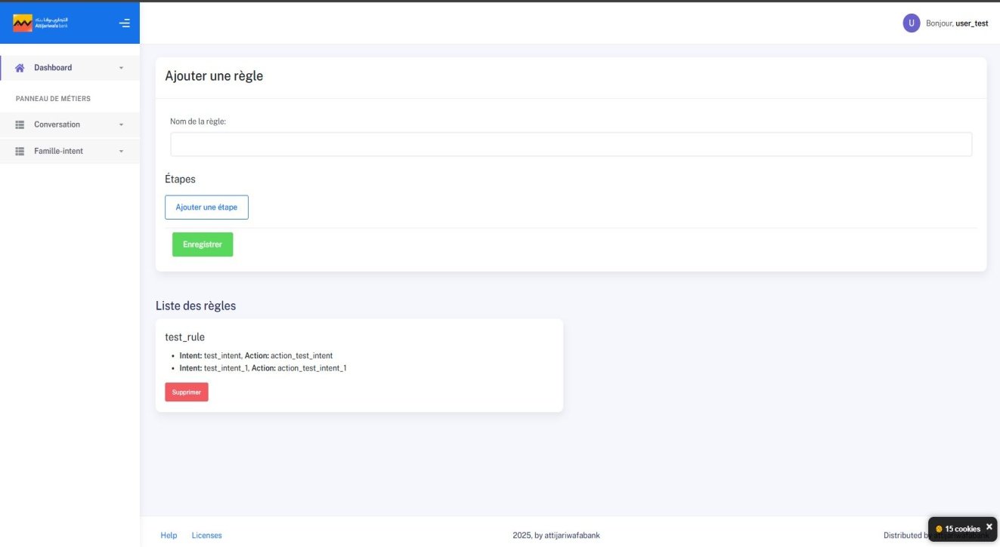 التجاري وفا بنك
Attijariwafa bank
U
Bonjour, user_test
Dashboard
PANNEAU DE MÉTIERS
Conversation
Famille-intent
Ajouter une règle
Nom de la règle:
Étapes
Ajouter une étape
Enregistrer
Liste des règles
test_rule
• Intent: test_intent, Action: action_test_intent
• Intent: test_intent_1, Action: action_test_intent_1
Supprimer
Help
Licenses
2025, by attijariwafabank
Distributed by attijariwafabank
15 cookies